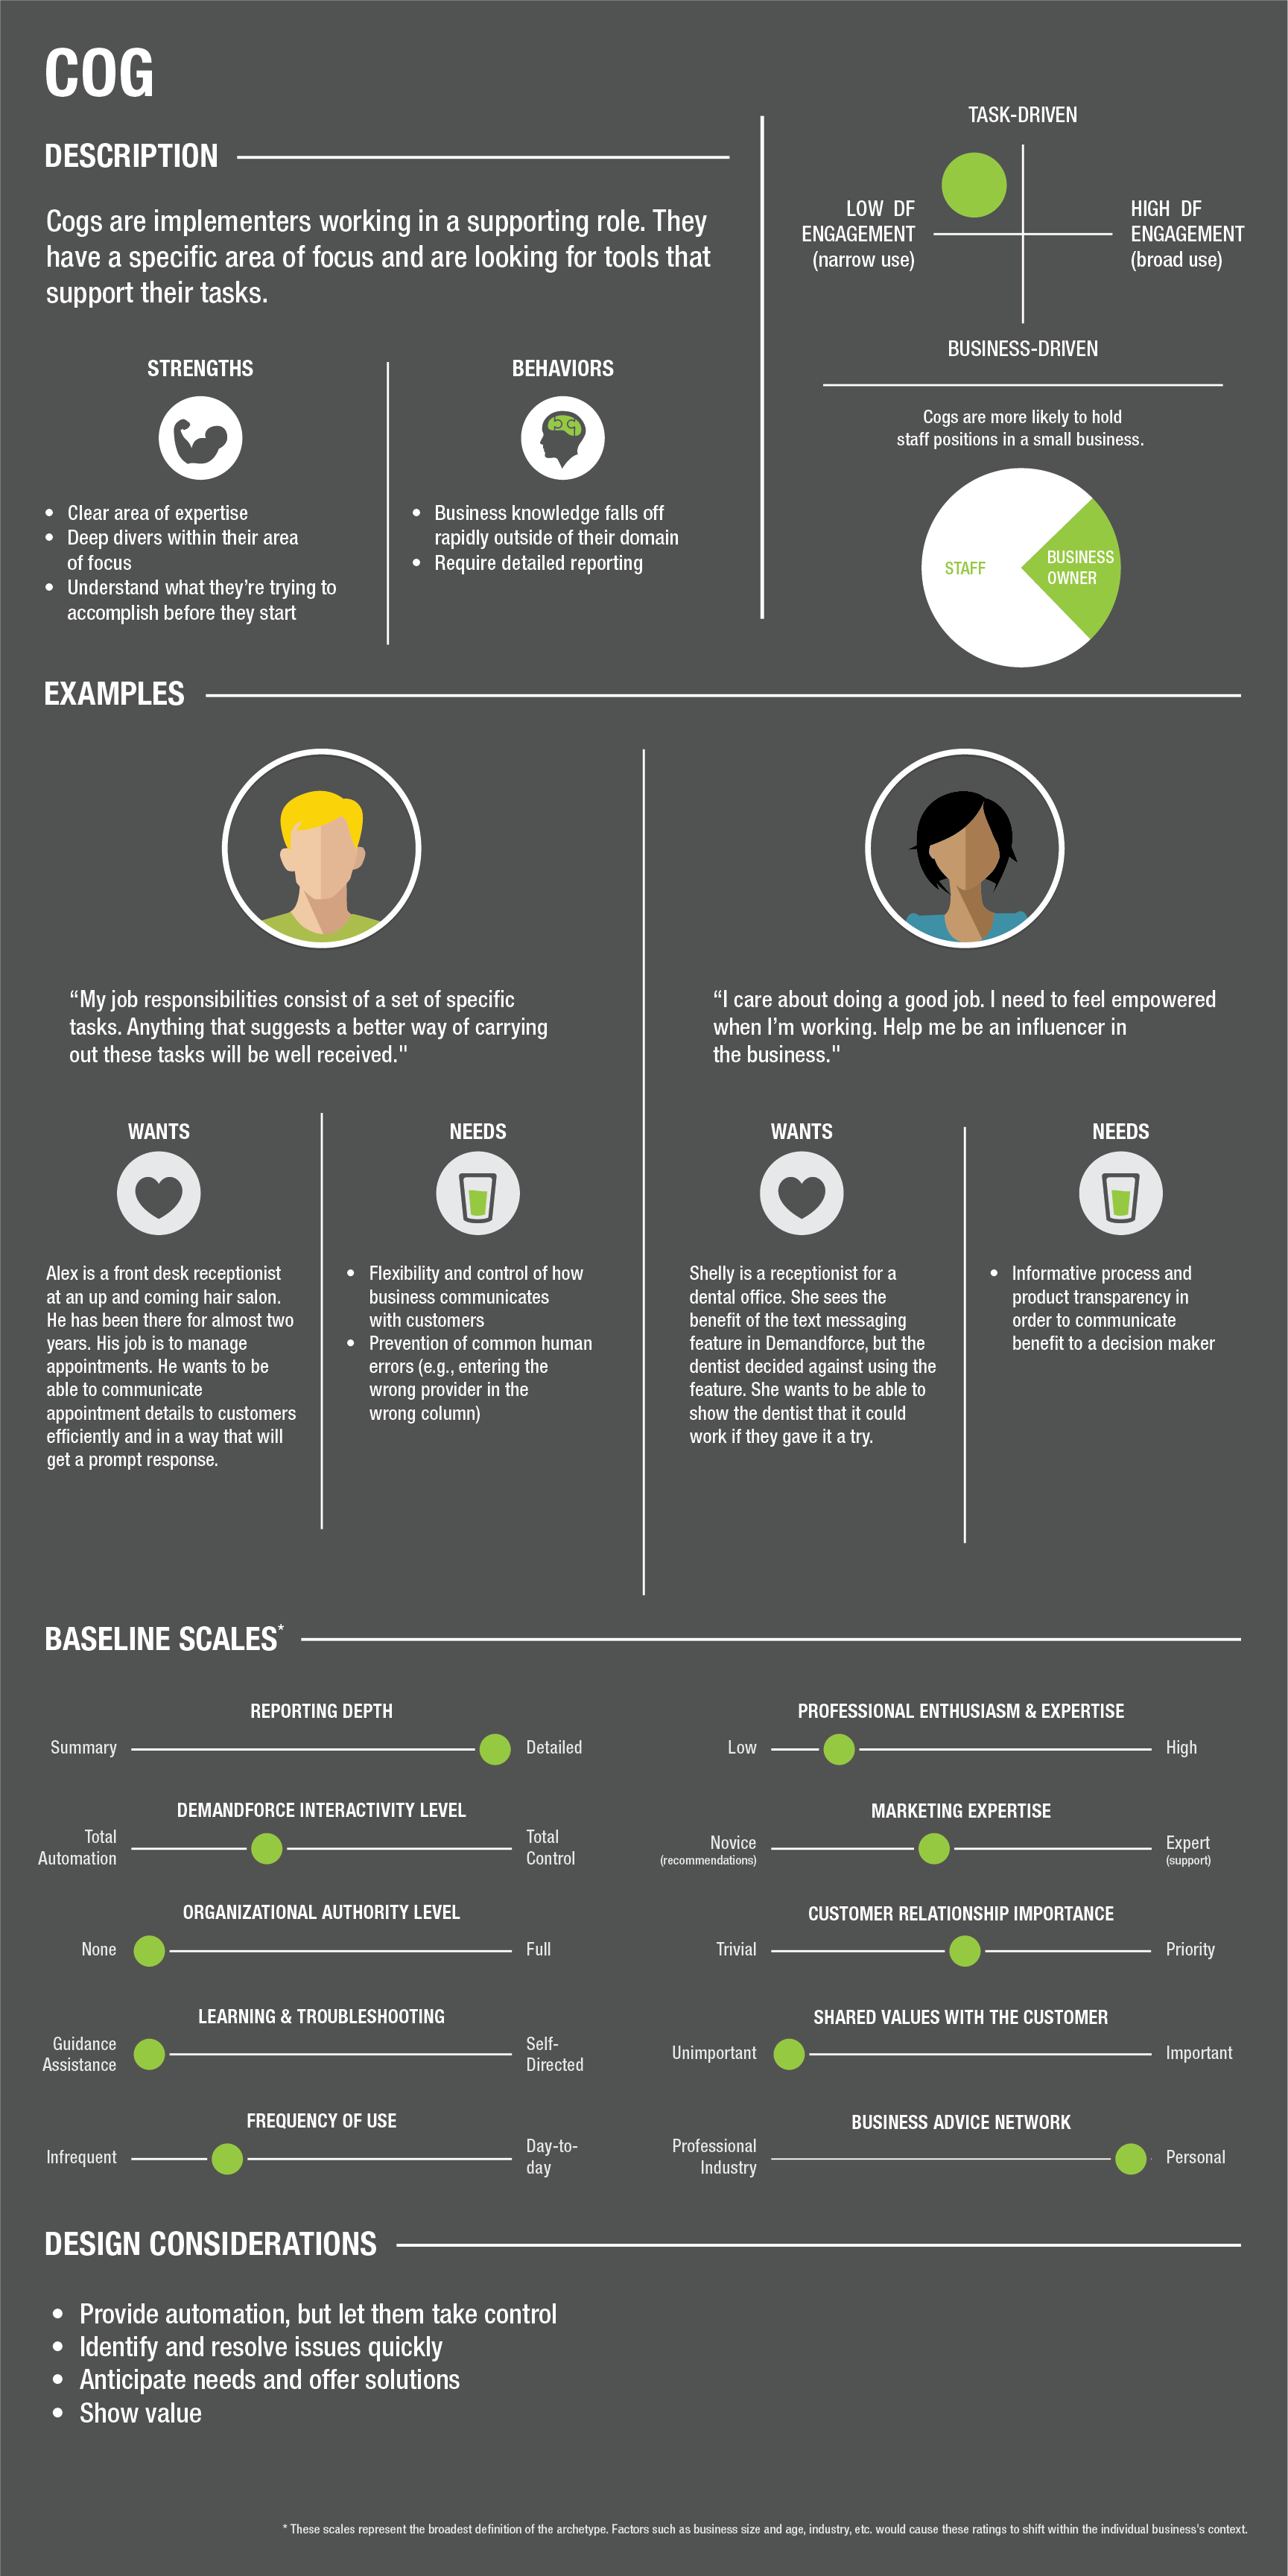 COG
DESCRIPTION
Cogs are implementers working in a supporting role. They
have a specific area of focus and are looking for tools that
support their tasks.
STRENGTHS
• Clear area of expertise
• Deep divers within their area
of focus
• Understand what they’re trying to
accomplish before they start
BEHAVIORS
• Business knowledge falls off
rapidly outside of their domain
• Require detailed reporting
TASK-DRIVEN
LOW DF
ENGAGEMENT
(narrow use)
HIGH DF
ENGAGEMENT
(broad use)
BUSINESS-DRIVEN
Cogs are more likely to hold
staff positions in a small business.
STAFF
BUSINESS
OWNER
EXAMPLES
“My job responsibilities consist of a set of specific
tasks. Anything that suggests a better way of carrying
out these tasks will be well received."
WANTS
Alex is a front desk receptionist
at an up and coming hair salon.
He has been there for almost two
years. His job is to manage
appointments. He wants to be
able to communicate
appointment details to customers
efficiently and in a way that will
get a prompt response.
NEEDS
• Flexibility and control of how
business communicates
with customers
• Prevention of common human
errors (e.g., entering the
wrong provider in the
wrong column)
“I care about doing a good job. I need to feel empowered
when I’m working. Help me be an influencer in
the business."
WANTS
Shelly is a receptionist for a
dental office. She sees the
benefit of the text messaging
feature in Demandforce, but the
dentist decided against using the
feature. She wants to be able to
show the dentist that it could
work if they gave it a try.
NEEDS
• Informative process and
product transparency in
order to communicate
benefit to a decision maker
BASELINE SCALES*
REPORTING DEPTH
Summary
Detailed
DEMANDFORCE INTERACTIVITY LEVEL
Total
Automation
Total
Control
ORGANIZATIONAL AUTHORITY LEVEL
None
Full
LEARNING & TROUBLESHOOTING
Guidance
Assistance
Self-
Directed
FREQUENCY OF USE
Infrequent
Day-to-
day
PROFESSIONAL ENTHUSIASM & EXPERTISE
Low
High
MARKETING EXPERTISE
Novice
(recommendations)
Expert
(support)
CUSTOMER RELATIONSHIP IMPORTANCE
Trivial
Priority
SHARED VALUES WITH THE CUSTOMER
Unimportant
Important
BUSINESS ADVICE NETWORK
Professional
Industry
Personal
DESIGN CONSIDERATIONS
• Provide automation, but let them take control
• Identify and resolve issues quickly
• Anticipate needs and offer solutions
• Show value
* These scales represent the broadest definition of the archetype. Factors such as business size and age, industry, etc. would cause these ratings to shift within the individual business's context.